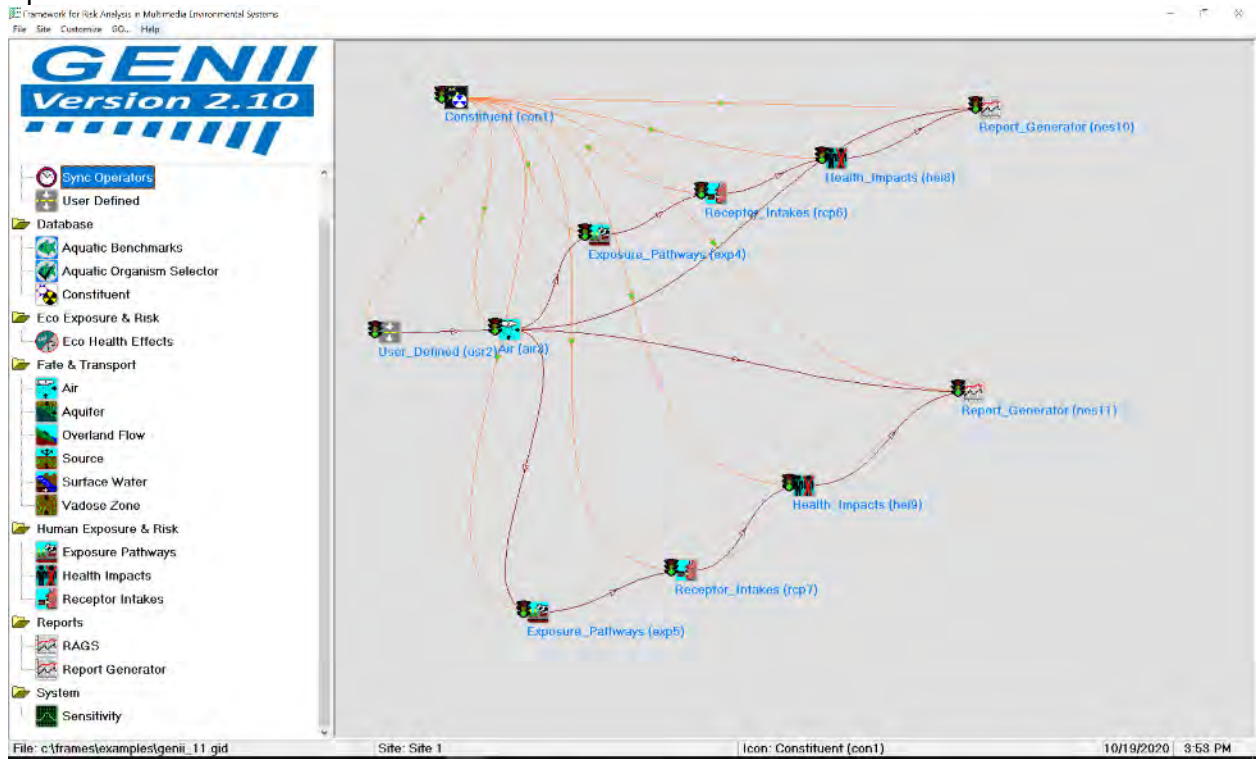 Framework for Risk Analysis in Multimedia Environmental Systems
File Site Customize GO... Help
GENII
Version 2.10
Sync Operators
User Defined
Database
Aquatic Benchmarks
Aquatic Organism Selector
Constituent
Eco Exposure & Risk
Eco Health Effects
Fate & Transport
Air
Aquifer
Overland Flow
Source
Surface Water
Vadose Zone
Human Exposure & Risk
Exposure Pathways
Health Impacts
Receptor Intakes
Reports
RAGS
Report Generator
System
Sensitivity
Constituent (con1)
Report_Generator (nes10)
Health_Impacts (hei8)
Receptor_Intakes (rcp6)
Exposure_Pathways (exp4)
User_Defined (usr2)
Air (air3)
Report_Generator (nes11)
Health_Impacts (hei9)
Receptor_Intakes (rcp7)
Exposure_Pathways (exp5)
File: c:\frames\examples\genii_11.gid
Site: Site 1
Icon: Constituent (con1)
10/19/2020 3:53 PM